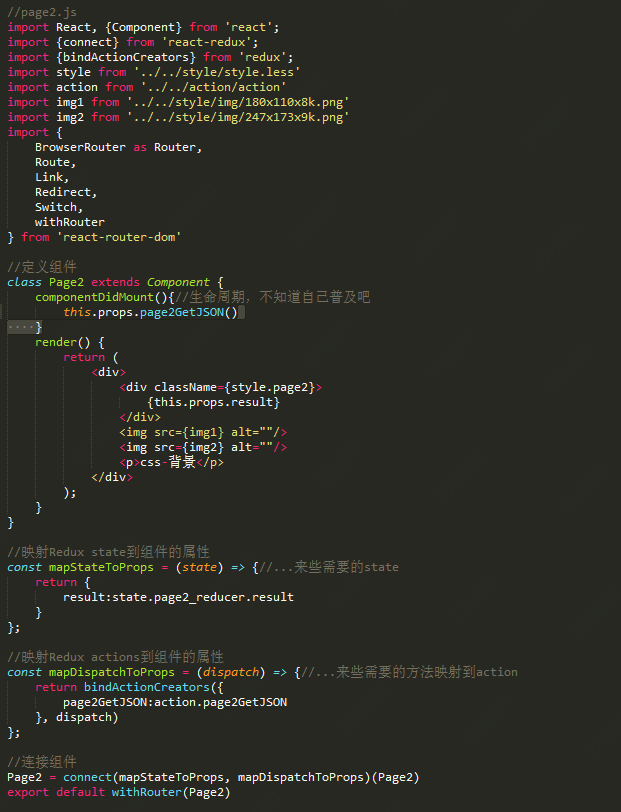 //page2.js
import React, {Component} from 'react';
import {connect} from 'react-redux';
import {bindActionCreators} from 'redux';
import style from '../../style/style.less'
import action from '../../action/action'
import img1 from '../../style/img/180x110x8k.png'
import img2 from '../../style/img/247x173x9k.png'
import {
    BrowserRouter as Router,
    Route,
    Link,
    Redirect,
    Switch,
    withRouter
} from 'react-router-dom'
//定义组件
class Page2 extends Component {
    componentDidMount(){//生命周期，不知道自己普及吧
        this.props.page2GetJSON()
    }
    render() {
        return (
            <div>
                <div className={style.page2}>
                    {this.props.result}
                </div>
                <img src={img1} alt=""/>
                <img src={img2} alt=""/>
                <p>css-背景</p>
            </div>
        );
    }
}
//映射Redux state到组件的属性
const mapStateToProps = (state) => {//...来些需要的state
    return {
        result:state.page2_reducer.result
    }
};
//映射Redux actions到组件的属性
const mapDispatchToProps = (dispatch) => {//...来些需要的方法映射到action
    return bindActionCreators({
        page2GetJSON:action.page2GetJSON
    }, dispatch)
};
//连接组件
Page2 = connect(mapStateToProps, mapDispatchToProps)(Page2)
export default withRouter(Page2)